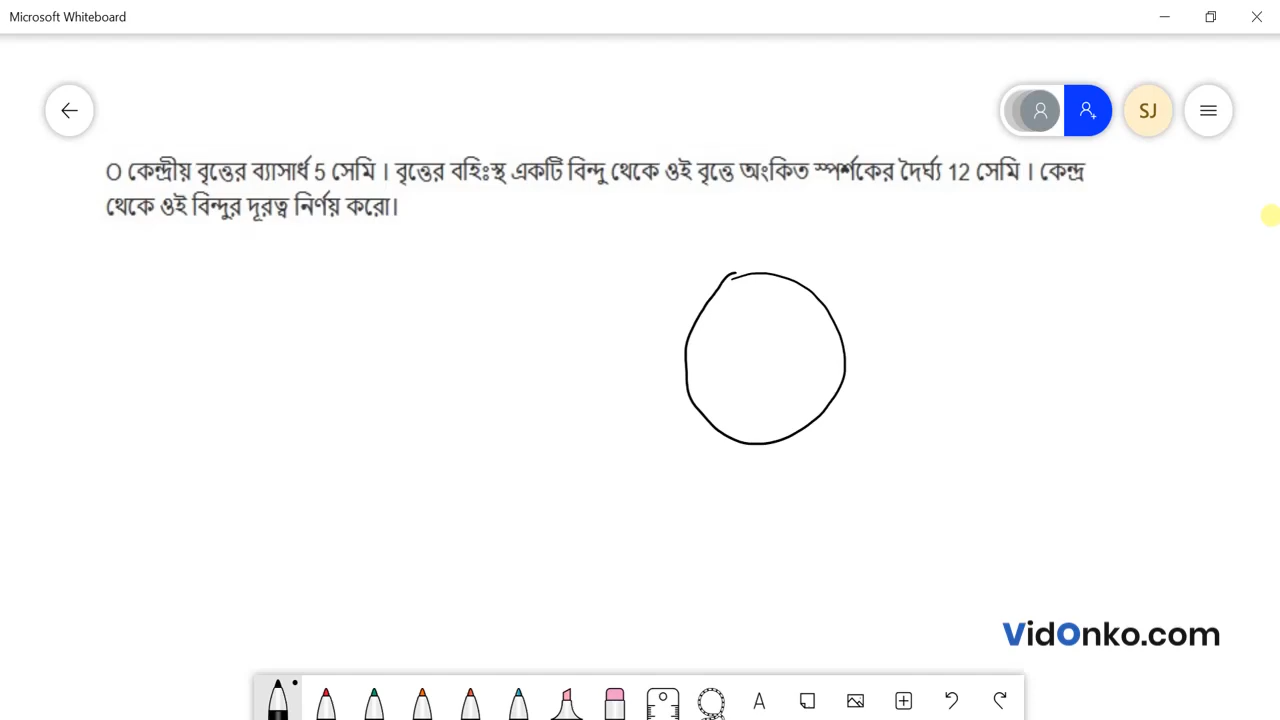 Microsoft Whiteboard
SJ
O কেন্দ্রীয় বৃত্তের ব্যাসার্ধ 5 সেমি । বৃত্তের বহিঃস্থ একটি বিন্দু থেকে ওই বৃত্তে অংকিত স্পর্শকের দৈর্ঘ্য 12 সেমি । কেন্দ্র
থেকে ওই বিন্দুর দূরত্ব নির্ণয় করো।
VidOnko.com
A